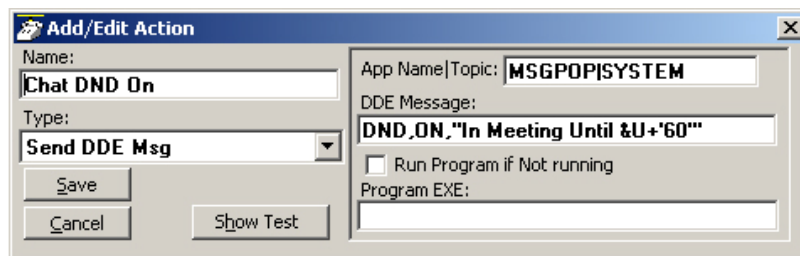 Add/Edit Action
Name:
Chat DND On
Type:
Send DDE Msg
Save
Cancel
Show Test
App Name|Topic: MSGPOP|SYSTEM
DDE Message:
DND,ON,"In Meeting Until &U+'60'"
Run Program if Not running
Program EXE: